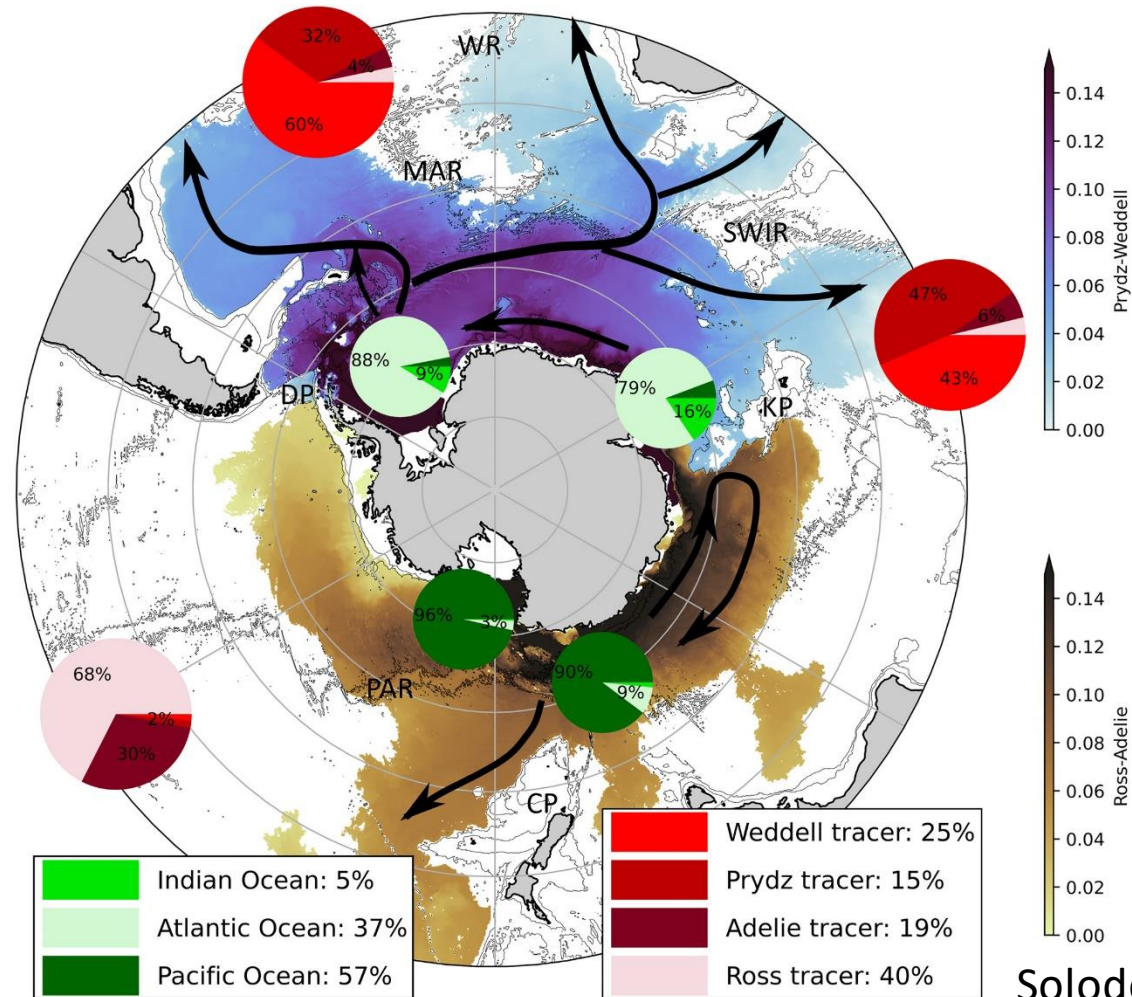 32%
4%
60%
WR
MAR
SWIR
0.14
0.12
0.10
0.08
0.06
0.04
0.02
0.00
Prydz-Weddell
47%
6%
43%
88%
9%
79%
16%
DP
KP
96%
3%
90%
9%
PAR
CP
68%
2%
30%
0.14
0.12
0.10
0.08
0.06
0.04
0.02
0.00
Ross-Adelie
Indian Ocean: 5%
Atlantic Ocean: 37%
Pacific Ocean: 57%
Weddell tracer: 25%
Prydz tracer: 15%
Adelie tracer: 19%
Ross tracer: 40%